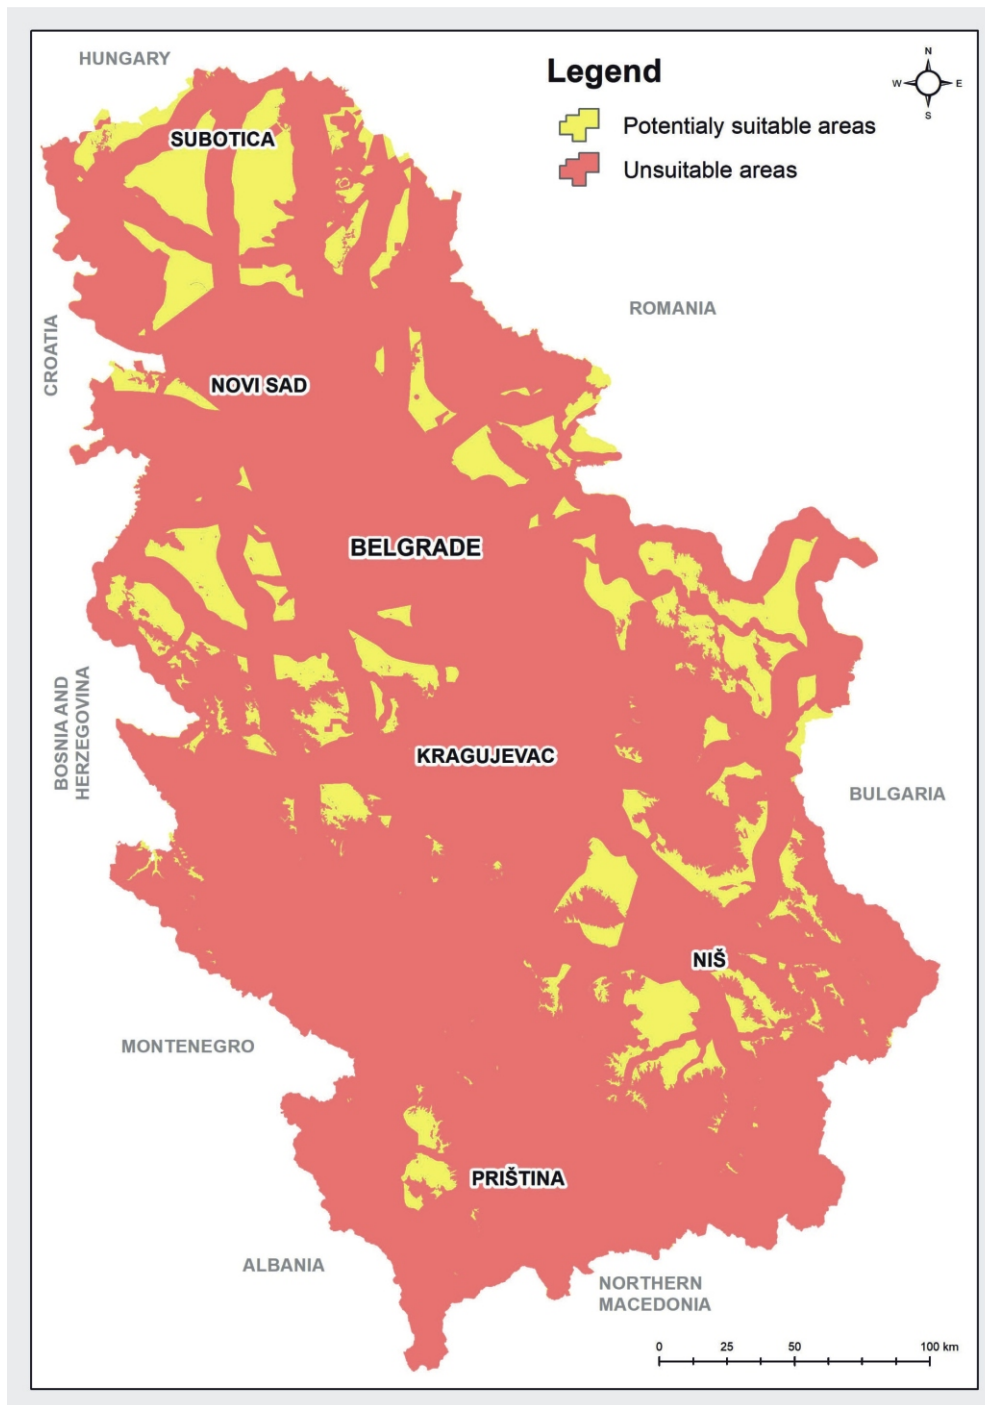 HUNGARY
Legend
N
W
E
S
Potentialy suitable areas
Unsuitable areas
SUBOTICA
ROMANIA
CROATIA
NOVI SAD
BELGRADE
BOSNIA AND
HERZEGOVINA
KRAGUJEVAC
BULGARIA
NIŠ
MONTENEGRO
PRIŠTINA
ALBANIA
NORTHERN
MACEDONIA
0 25 50 100 km